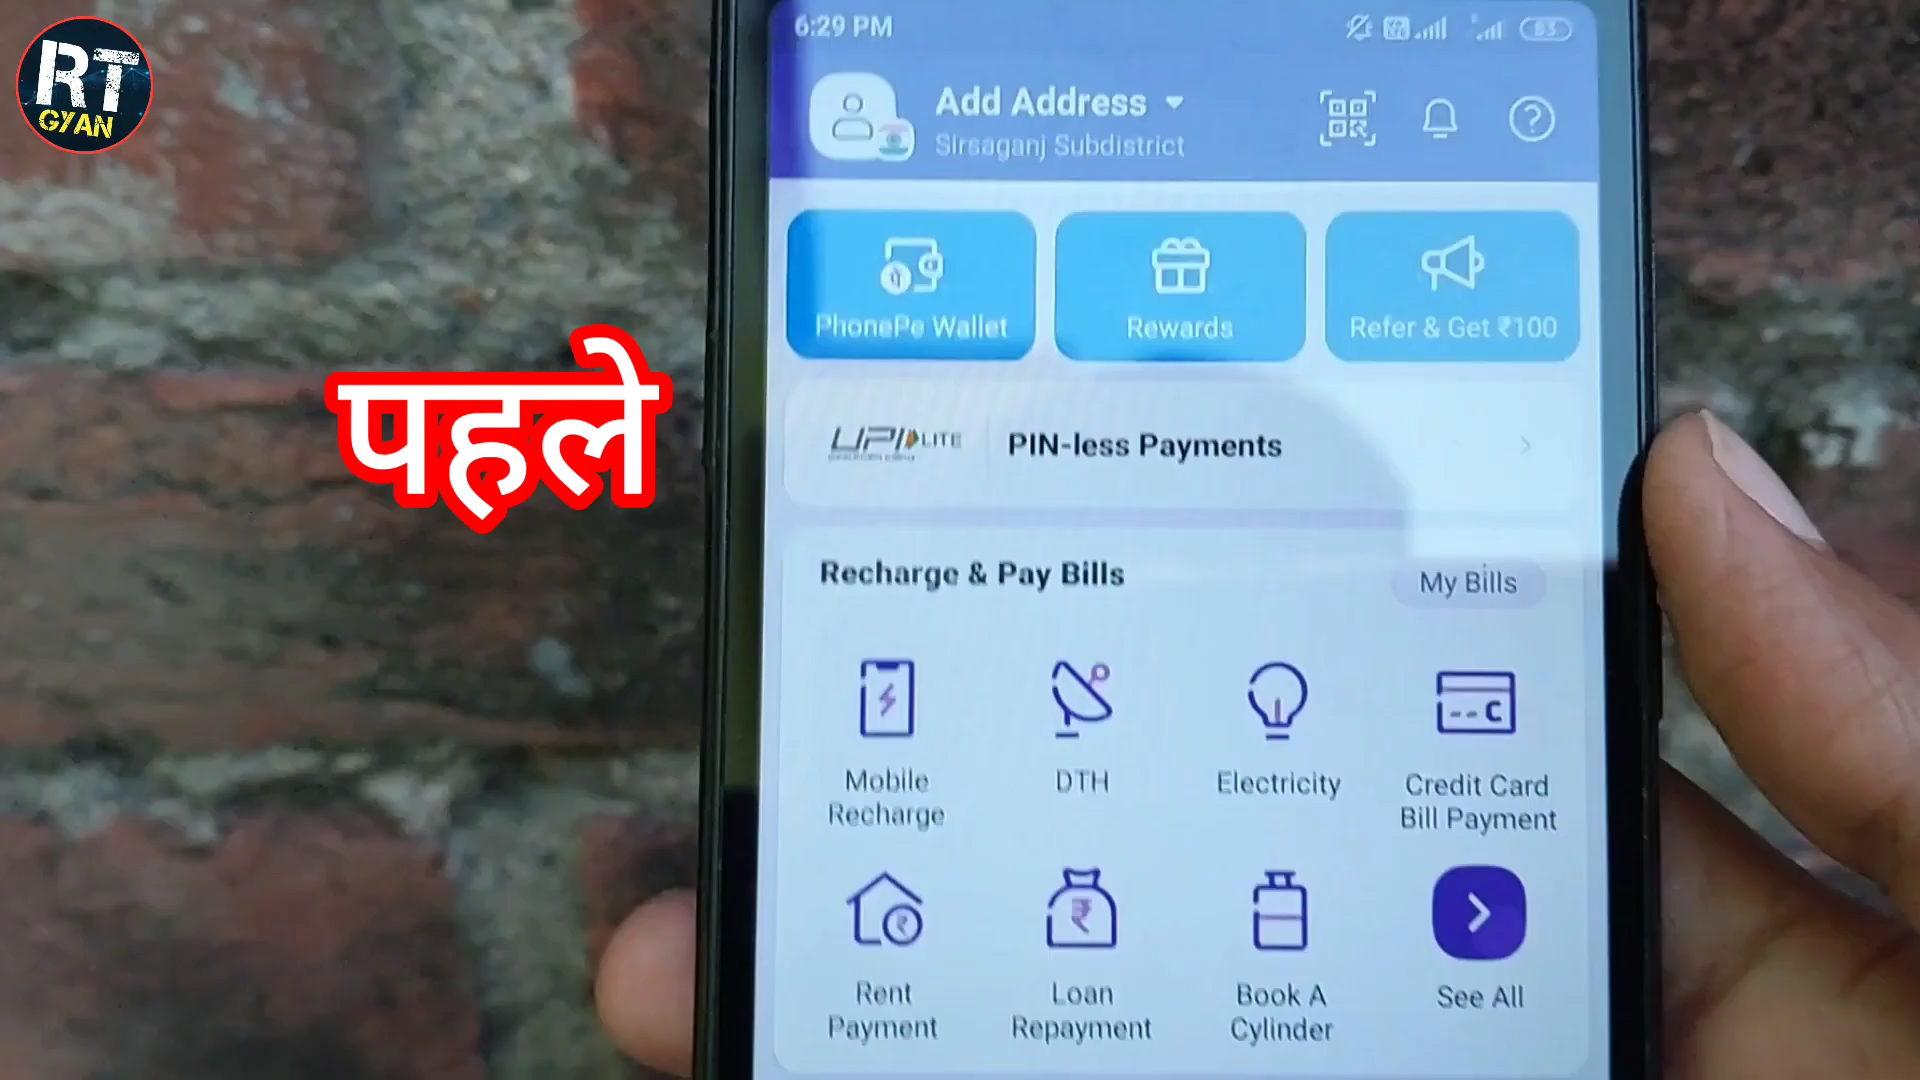 RT
GYAN
पहले
6:29 PM
83
Add Address
Sirsaganj Subdistrict
PhonePe Wallet
Rewards
Refer & Get ₹100
UPI LITE
PIN-less Payments
Recharge & Pay Bills
My Bills
Mobile
Recharge
DTH
Electricity
Credit Card
Bill Payment
Rent
Payment
Loan
Repayment
Book A
Cylinder
See All